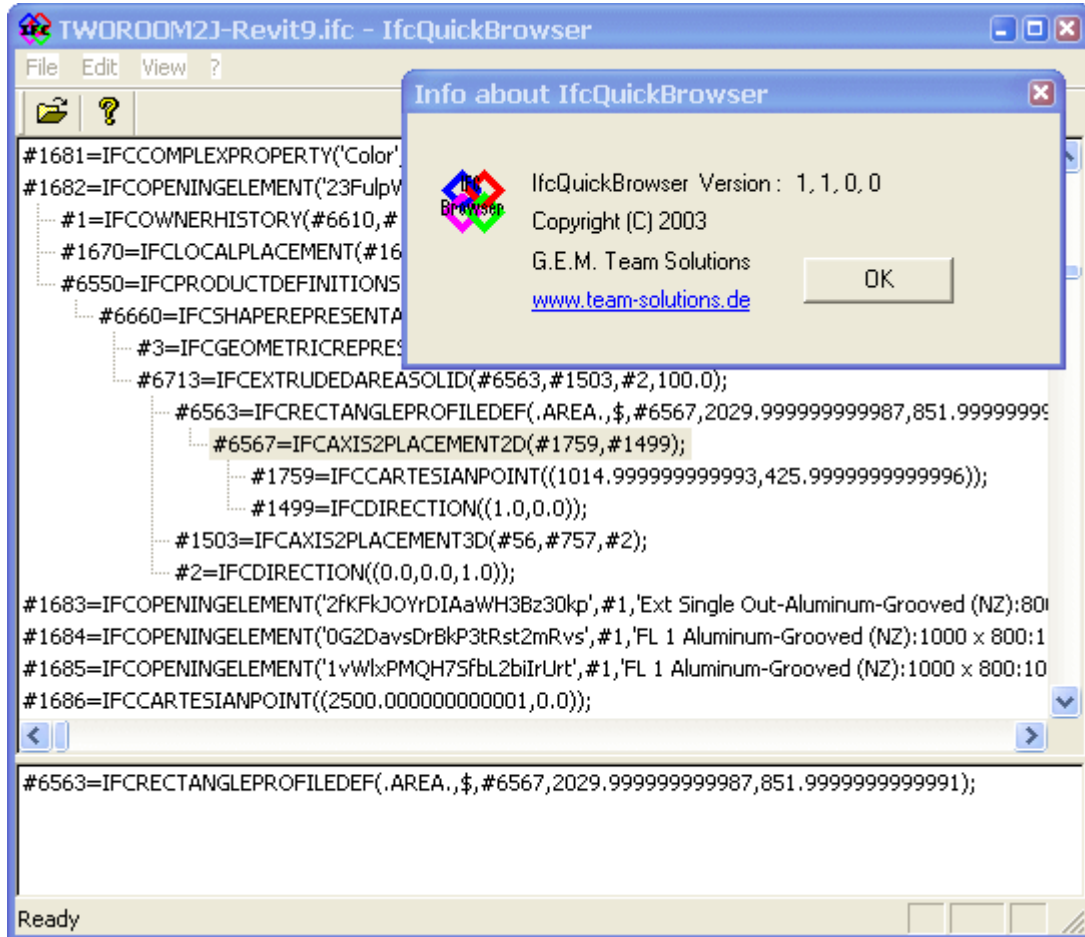 TWOROOM2J-Revit9.ifc - IfcQuickBrowser
File Edit View ?
Info about IfcQuickBrowser
IFC
Browser
IfcQuickBrowser Version : 1, 1, 0, 0
Copyright (C) 2003
G.E.M. Team Solutions
www.team-solutions.de
OK
#1681=IFCCOMPLEXPROPERTY('Color'
#1682=IFCOPENINGELEMENT('23Fulp
#1=IFCOWNERHISTORY(#6610,#
#1670=IFCLOCALPLACEMENT(#16
#6550=IFCPRODUCTDEFINITIONS
#6660=IFCSHAPEREPRESENTA
#3=IFCGEOMETRICREPRES
#6713=IFCEXTRUDEDAREASOLID(#6563,#1503,#2,100.0);
#6563=IFCRECTANGLEPROFILEDEF(.AREA.,$,#6567,2029.999999999987,851.99999999
#6567=IFCAXIS2PLACEMENT2D(#1759,#1499);
#1759=IFCCARTESIANPOINT((1014.999999999993,425.9999999999996));
#1499=IFCDIRECTION((1.0,0.0));
#1503=IFCAXIS2PLACEMENT3D(#56,#757,#2);
#2=IFCDIRECTION((0.0,0.0,1.0));
#1683=IFCOPENINGELEMENT('2fKFkJOYrDIAaWH3Bz30kp',#1,'Ext Single Out-Aluminum-Grooved (NZ):80
#1684=IFCOPENINGELEMENT('0G2DavsDrBkP3tRst2mRvs',#1,'FL 1 Aluminum-Grooved (NZ):1000 x 800:1
#1685=IFCOPENINGELEMENT('1vWlxPMQH7SfbL2biIrUrt',#1,'FL 1 Aluminum-Grooved (NZ):1000 x 800:10
#1686=IFCCARTESIANPOINT((2500.000000000001,0.0));
#6563=IFCRECTANGLEPROFILEDEF(.AREA.,$,#6567,2029.999999999987,851.9999999999991);
Ready